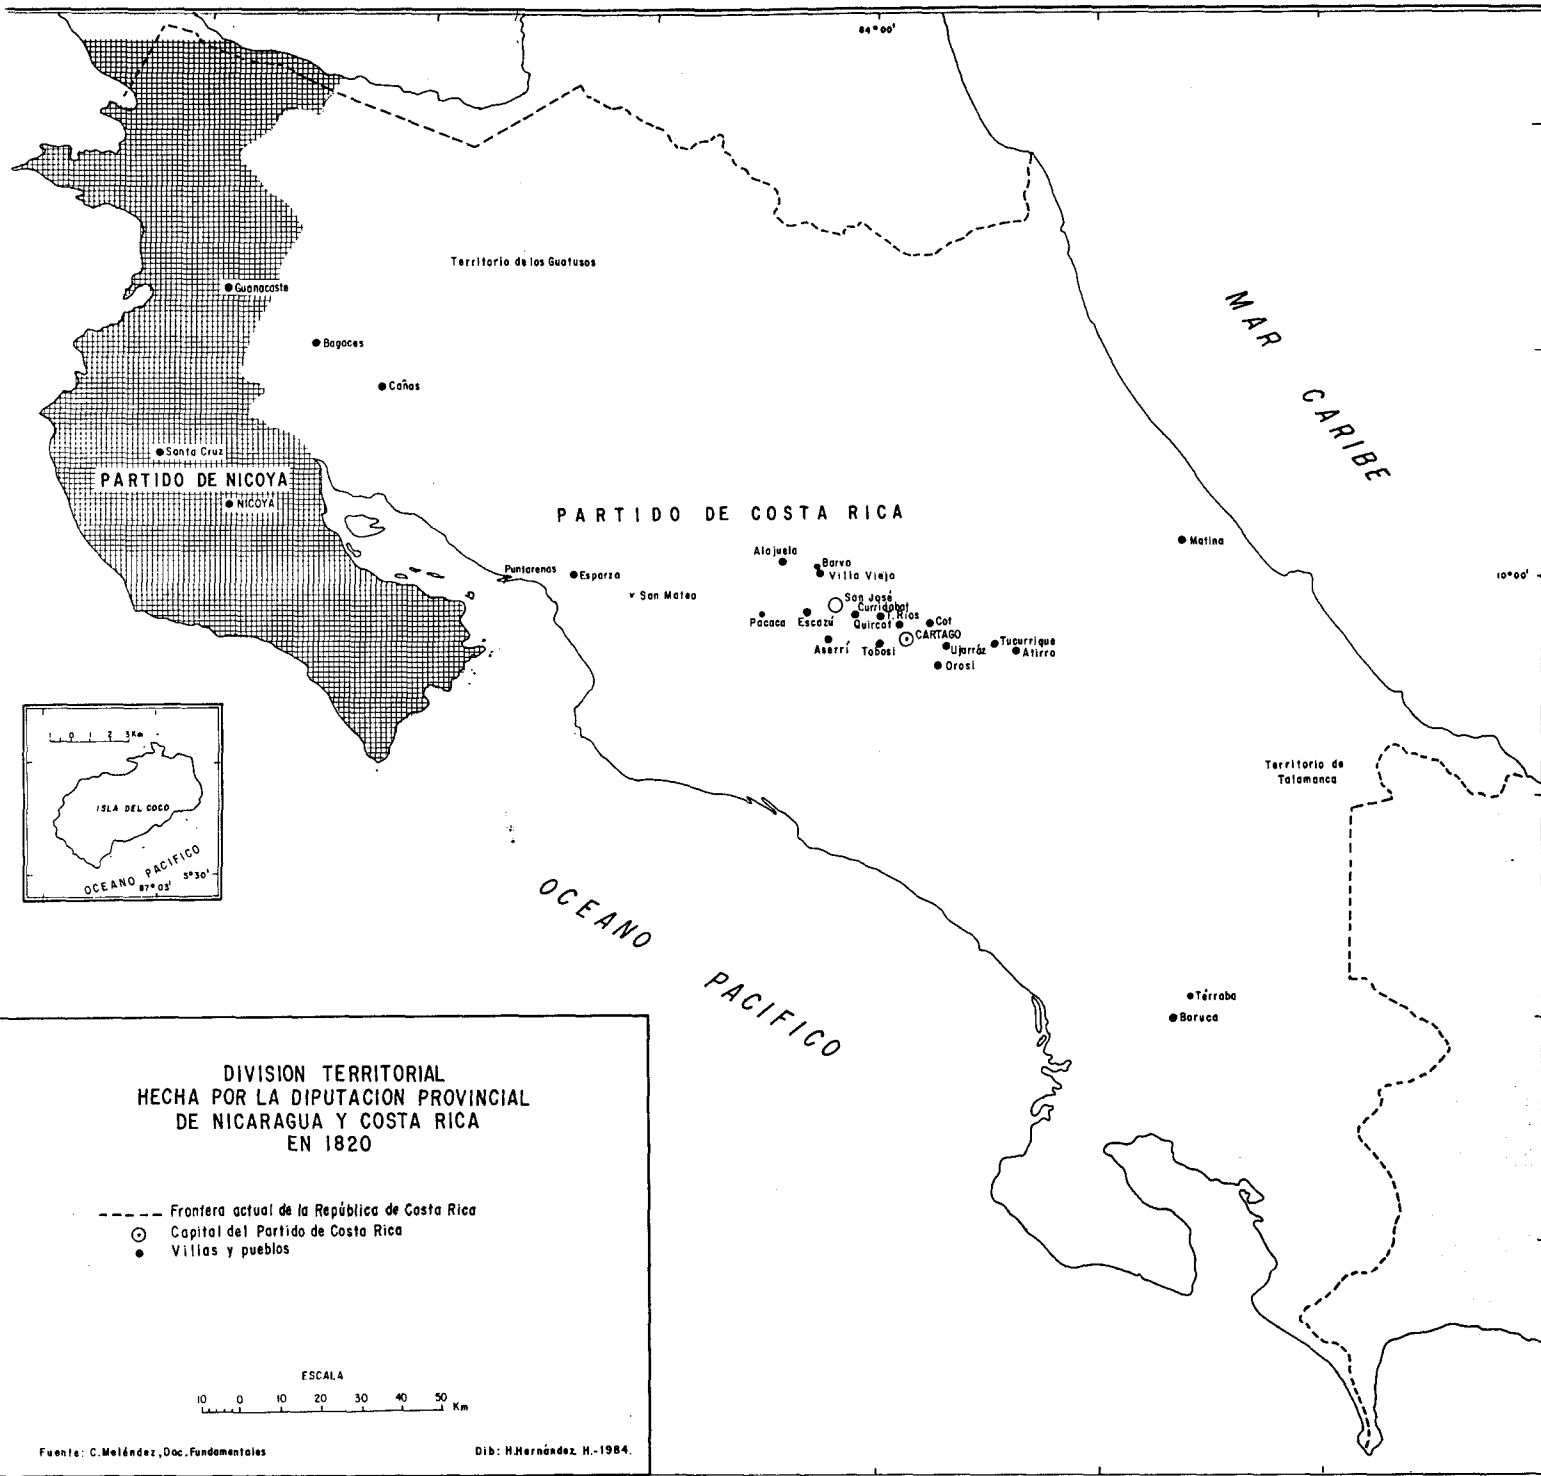 84°00'
Territorio de los Guatusos
Guanacaste
MAR CARIBE
Bagaces
Cañas
Santa Cruz
PARTIDO DE NICOYA
NICOYA
PARTIDO DE COSTA RICA
Matina
Alajuela
Barva
Villa Vieja
Puntarenas
Esparza
10°00'
San Mateo
San José
Curridabat
Pacaca
Escazú
T. Ríos
Quircot
Cot
CARTAGO
Aserrí
Tobosi
Ujarráz
Tucurrique
Atirro
Orosi
1 0 1 2 3Km
ISLA DEL COCO
OCEANO PACIFICO
87°03'
5°30'
Territorio de
Talamanca
OCEANO PACIFICO
Térraba
Boruca
DIVISION TERRITORIAL
HECHA POR LA DIPUTACION PROVINCIAL
DE NICARAGUA Y COSTA RICA
EN 1820
Frontera actual de la República de Costa Rica
Capital del Partido de Costa Rica
Villas y pueblos
ESCALA
10 0 10 20 30 40 50 Km
Fuente: C.Meléndez, Doc. Fundamentales
Dib: H.Hernández H.-1984.